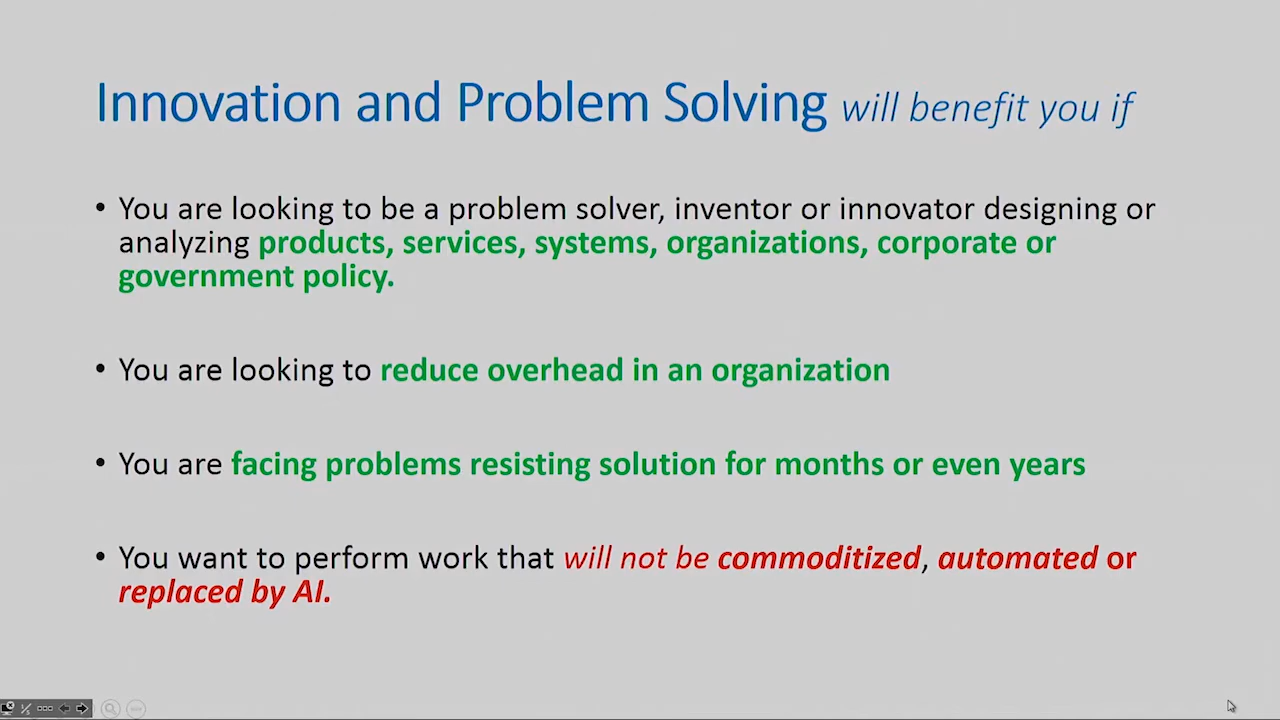 Innovation and Problem Solving will benefit you if
• You are looking to be a problem solver, inventor or innovator designing or
analyzing products, services, systems, organizations, corporate or
government policy.
• You are looking to reduce overhead in an organization
• You are facing problems resisting solution for months or even years
• You want to perform work that will not be commoditized, automated or
replaced by AI.